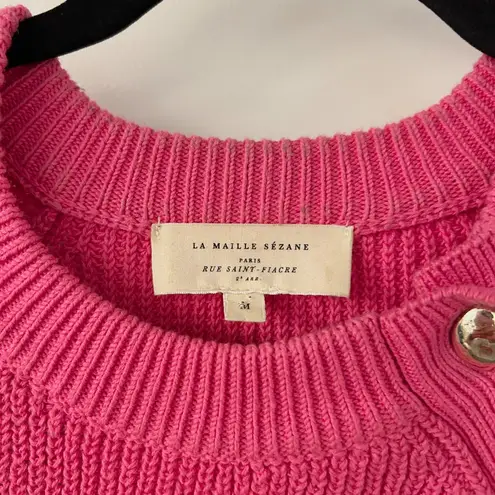 LA MAILLE SÉZANE
PARIS
RUE SAINT-FIACRE
2e ARR.
M